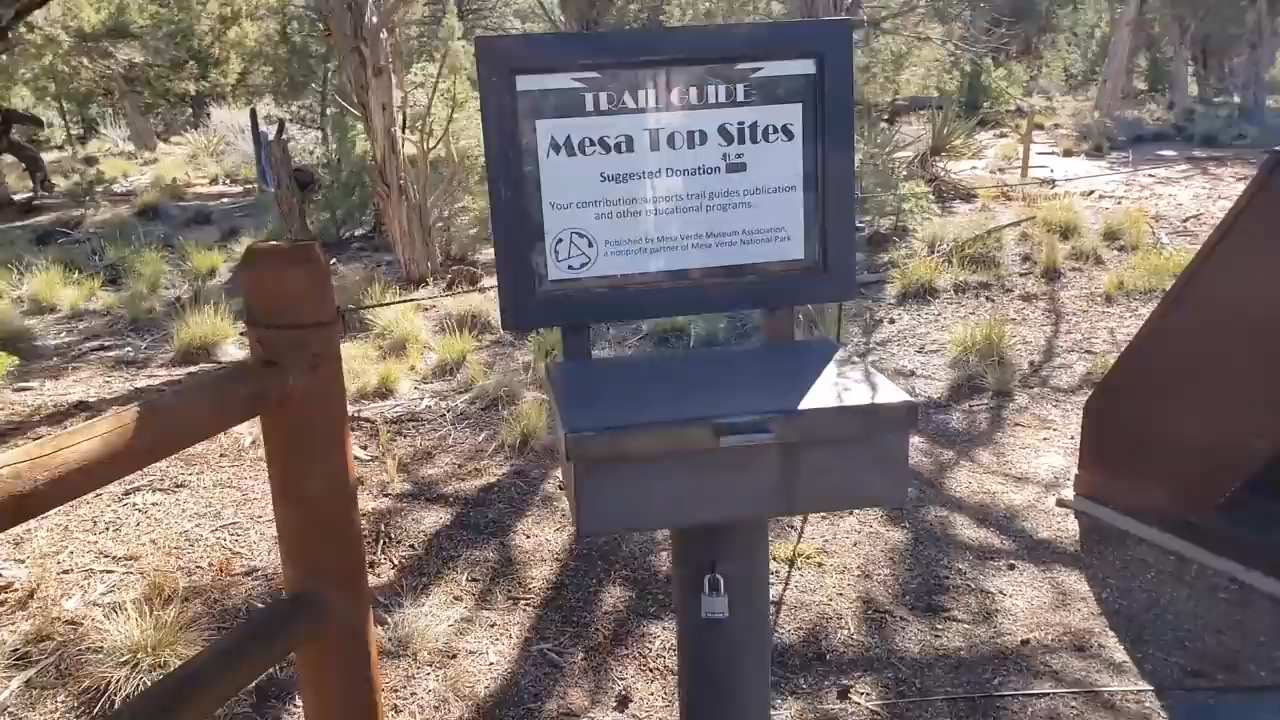 TRAIL GUIDE
Mesa Top Sites
$1.00
Suggested Donation
Your contribution supports trail guides publication
and other educational programs.
Published by Mesa Verde Museum Association,
a nonprofit partner of Mesa Verde National Park